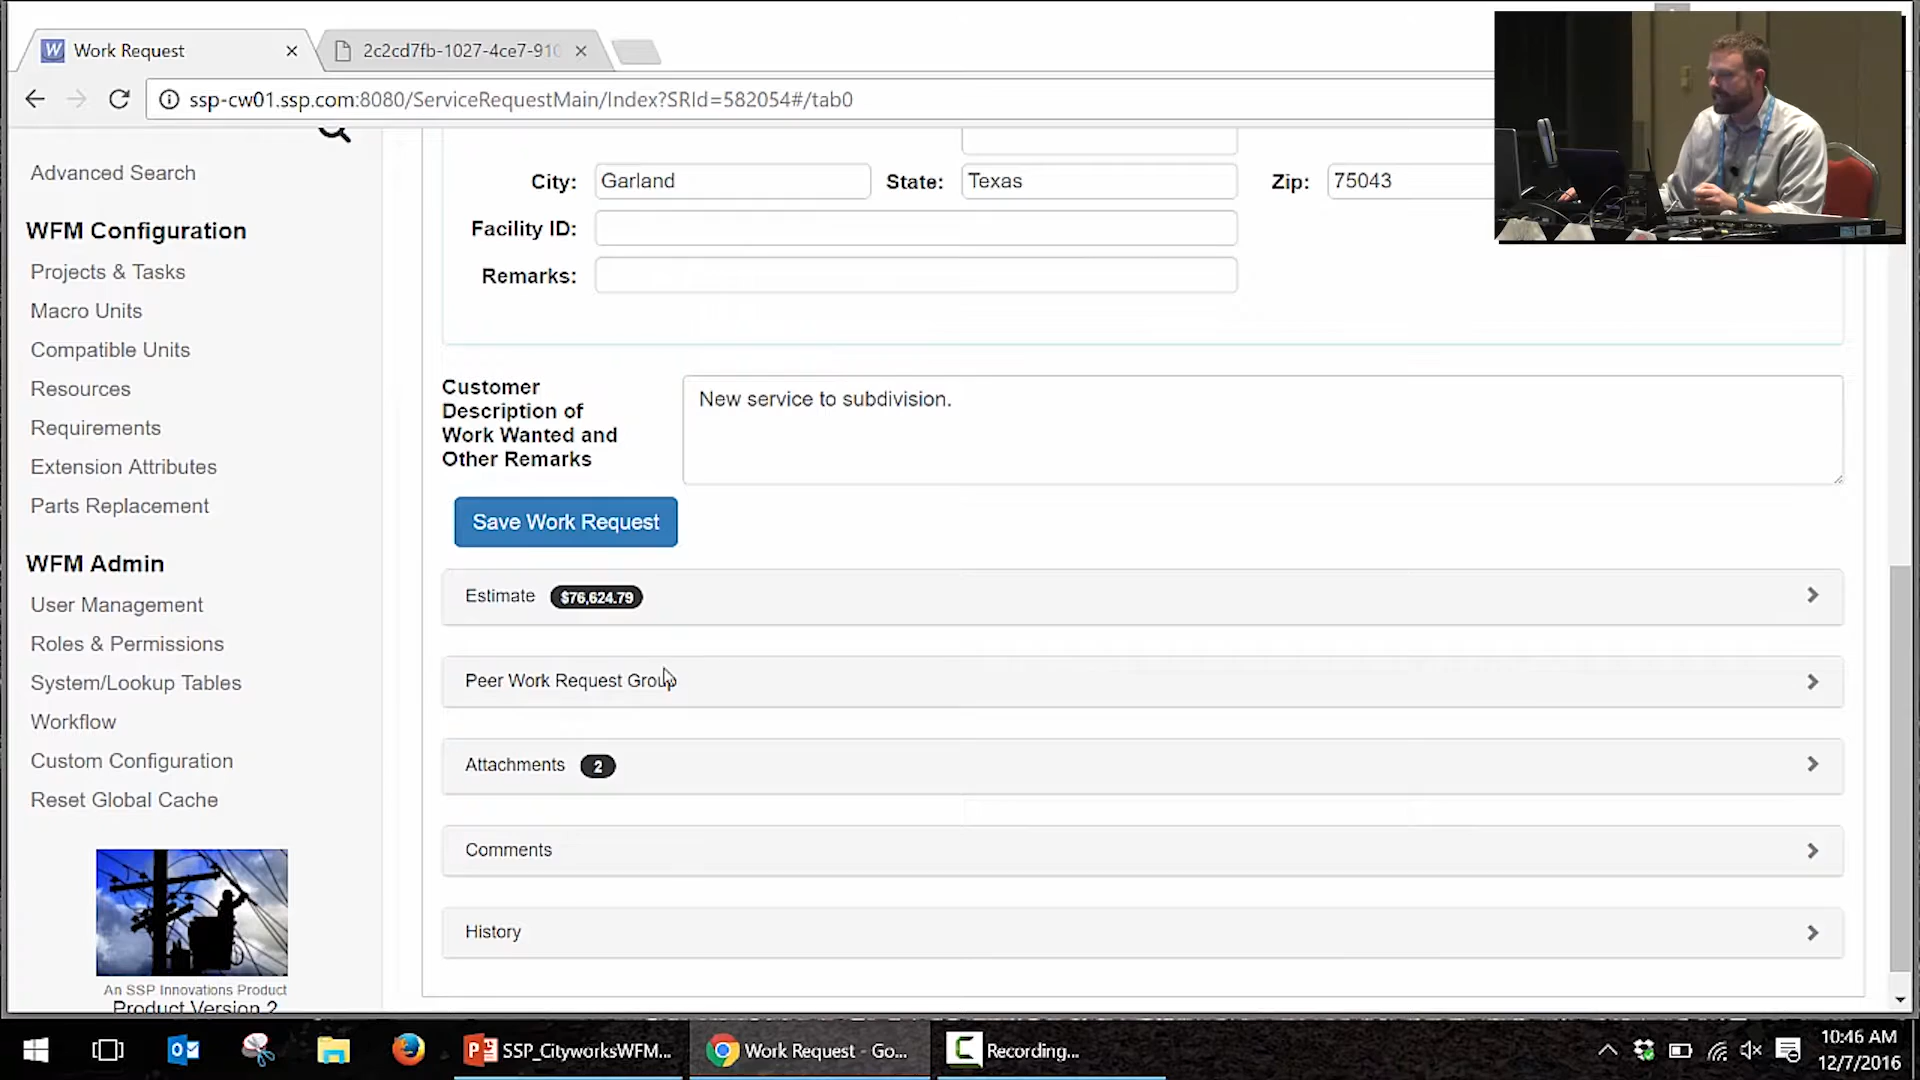 Work Request
2c2cd7fb-1027-4ce7-910
ssp-cw01.ssp.com:8080/ServiceRequestMain/Index?SRId=582054#/tab0
Advanced Search
WFM Configuration
Projects & Tasks
Macro Units
Compatible Units
Resources
Requirements
Extension Attributes
Parts Replacement
WFM Admin
User Management
Roles & Permissions
System/Lookup Tables
Workflow
Custom Configuration
Reset Global Cache
An SSP Innovations Product
Product Version 2
City: Garland State: Texas Zip: 75043
Facility ID:
Remarks:
Customer
Description of
Work Wanted and
Other Remarks
New service to subdivision.
Save Work Request
Estimate $76,624.79
Peer Work Request Group
Attachments 2
Comments
History
SSP_CityworksWFM...
Work Request - Go...
Recording...
10:46 AM
12/7/2016